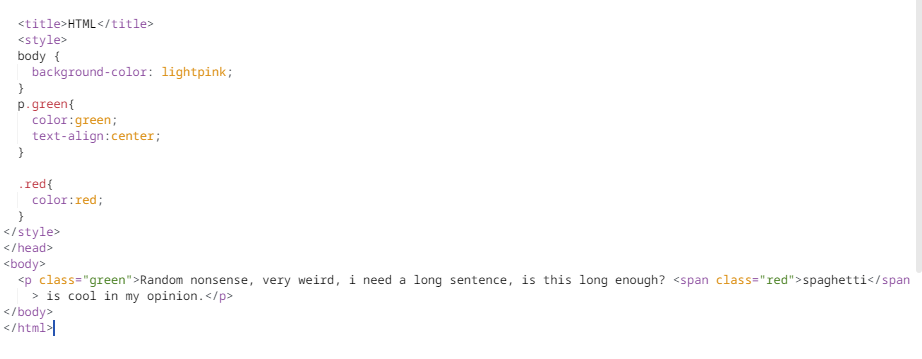 <title>HTML</title>
<style>
body {
background-color: lightpink;
}
p.green{
color:green;
text-align:center;
}
.red{
color:red;
}
</style>
</head>
<body>
<p class="green">Random nonsense, very weird, i need a long sentence, is this long enough? <span class="red">spaghetti</span
> is cool in my opinion.</p>
</body>
</html>